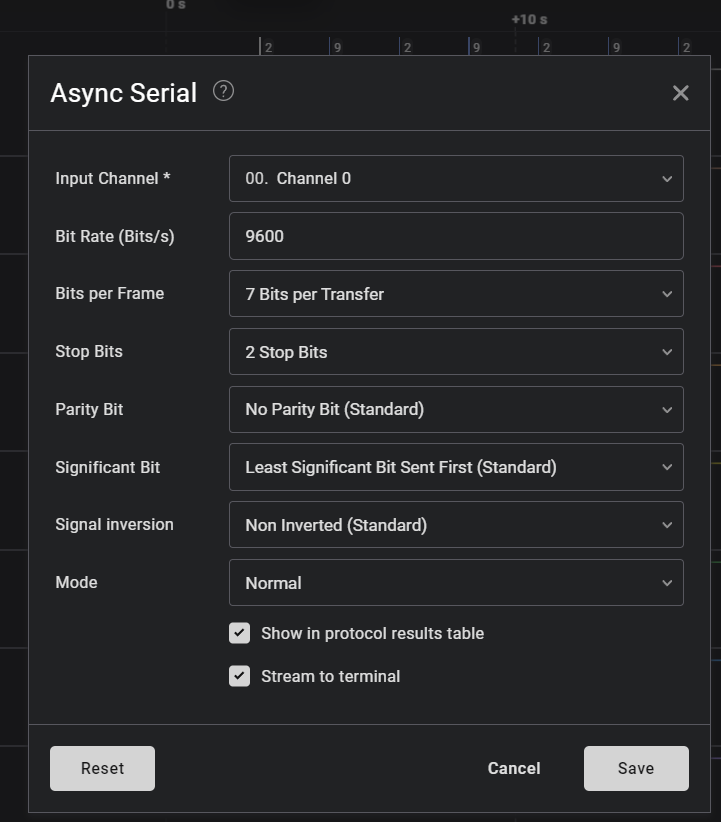 0 s
+10 s
2 9 2 9 2 9 2
Async Serial ?
Input Channel * 00. Channel 0
Bit Rate (Bits/s) 9600
Bits per Frame 7 Bits per Transfer
Stop Bits 2 Stop Bits
Parity Bit No Parity Bit (Standard)
Significant Bit Least Significant Bit Sent First (Standard)
Signal inversion Non Inverted (Standard)
Mode Normal
Show in protocol results table
Stream to terminal
Reset Cancel Save